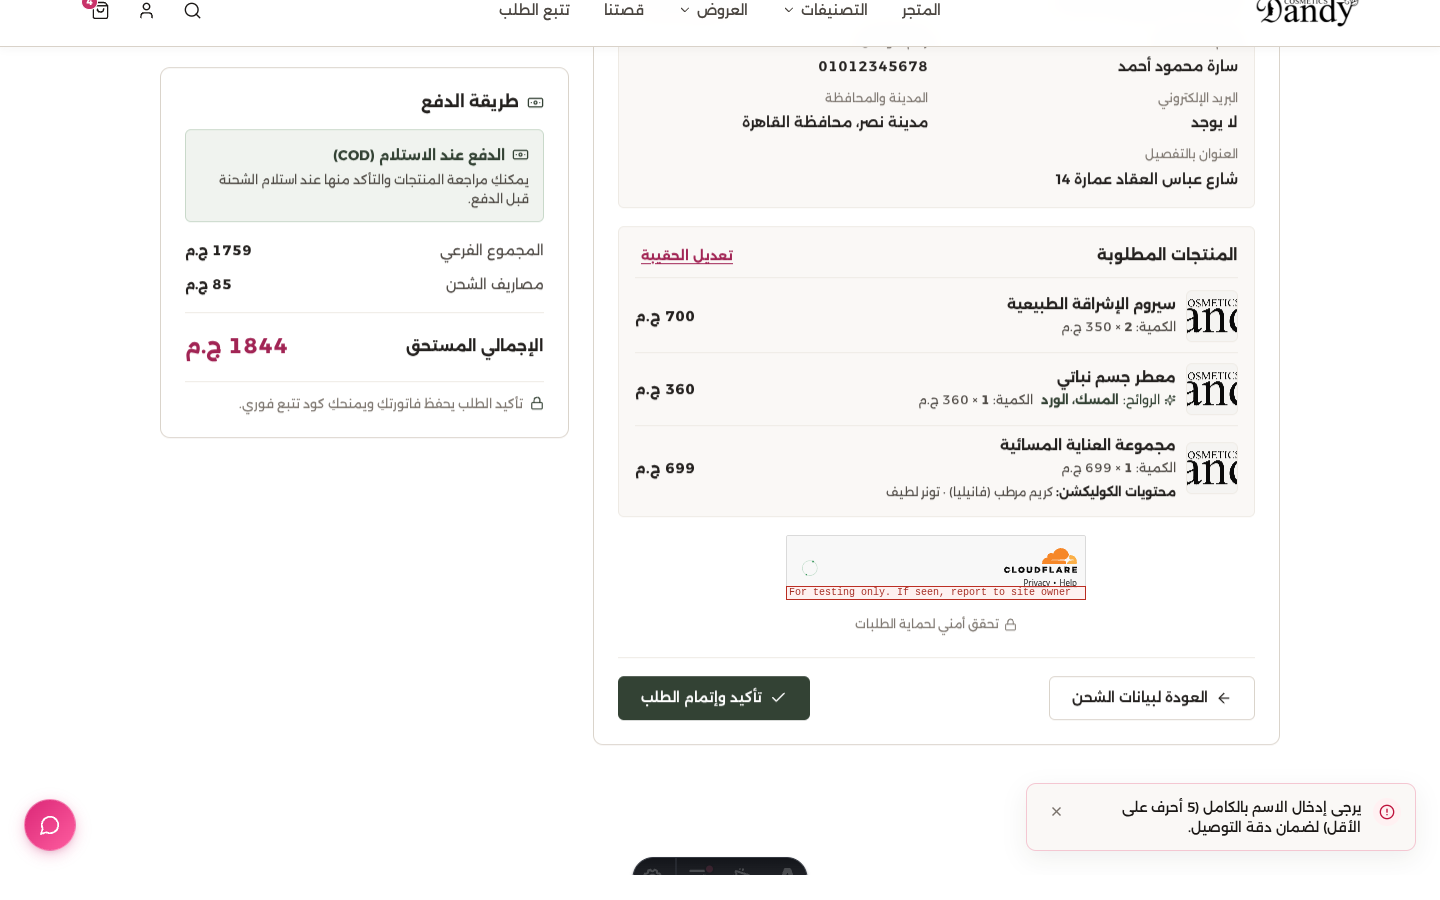 COSMETICS
Dandy
المتجر
التصنيفات
العروض
قصتنا
تتبع الطلب
4
سارة محمود أحمد
01012345678
البريد الإلكتروني
المدينة والمحافظة
لا يوجد
مدينة نصر، محافظة القاهرة
العنوان بالتفصيل
شارع عباس العقاد عمارة 14
المنتجات المطلوبة
تعديل الحقيبة
سيروم الإشراقة الطبيعية
الكمية: 2 × 350 ج.م
700 ج.م
معطر جسم نباتي
الروائح: المسك، الورد الكمية: 1 × 360 ج.م
360 ج.م
مجموعة العناية المسائية
الكمية: 1 × 699 ج.م
محتويات الكوليكشن: كريم مرطب (فانيليا) · تونر لطيف
699 ج.م
CLOUDFLARE
Privacy • Help
For testing only. If seen, report to site owner
تحقق أمني لحماية الطلبات
العودة لبيانات الشحن
تأكيد وإتمام الطلب
طريقة الدفع
الدفع عند الاستلام (COD)
يمكنكِ مراجعة المنتجات والتأكد منها عند استلام الشحنة
قبل الدفع.
المجموع الفرعي
1759 ج.م
مصاريف الشحن
85 ج.م
الإجمالي المستحق
1844 ج.م
تأكيد الطلب يحفظ فاتورتكِ ويمنحكِ كود تتبع فوري.
يرجى إدخال الاسم بالكامل (5 أحرف على
الأقل) لضمان دقة التوصيل.